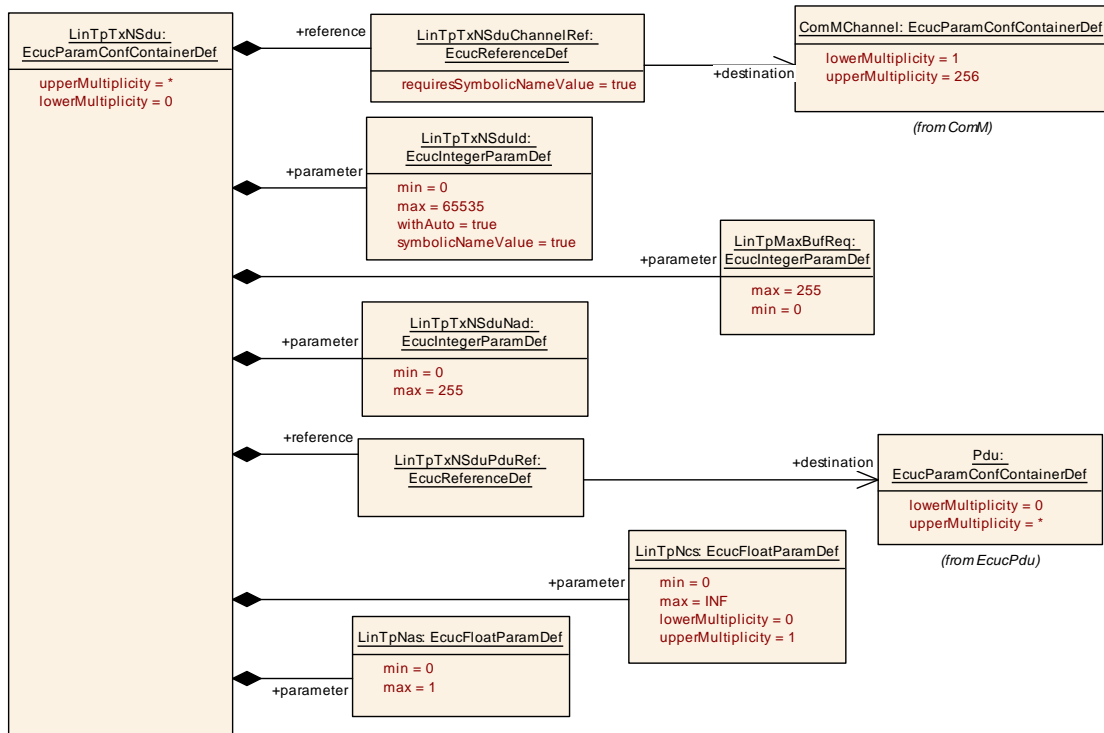 LinTpTxNSdu:
EcucParamConfContainerDef
upperMultiplicity = *
lowerMultiplicity = 0
+reference
LinTpTxNSduChannelRef:
EcucReferenceDef
requiresSymbolicNameValue = true
+destination
ComMChannel: EcucParamConfContainerDef
lowerMultiplicity = 1
upperMultiplicity = 256
(from ComM)
+parameter
LinTpTxNSduId:
EcucIntegerParamDef
min = 0
max = 65535
withAuto = true
symbolicNameValue = true
+parameter
LinTpMaxBufReq:
EcucIntegerParamDef
max = 255
min = 0
+parameter
LinTpTxNSduNad:
EcucIntegerParamDef
min = 0
max = 255
+reference
LinTpTxNSduPduRef:
EcucReferenceDef
+destination
Pdu:
EcucParamConfContainerDef
lowerMultiplicity = 0
upperMultiplicity = *
(from EcucPdu)
+parameter
LinTpNcs: EcucFloatParamDef
min = 0
max = INF
lowerMultiplicity = 0
upperMultiplicity = 1
+parameter
LinTpNas: EcucFloatParamDef
min = 0
max = 1